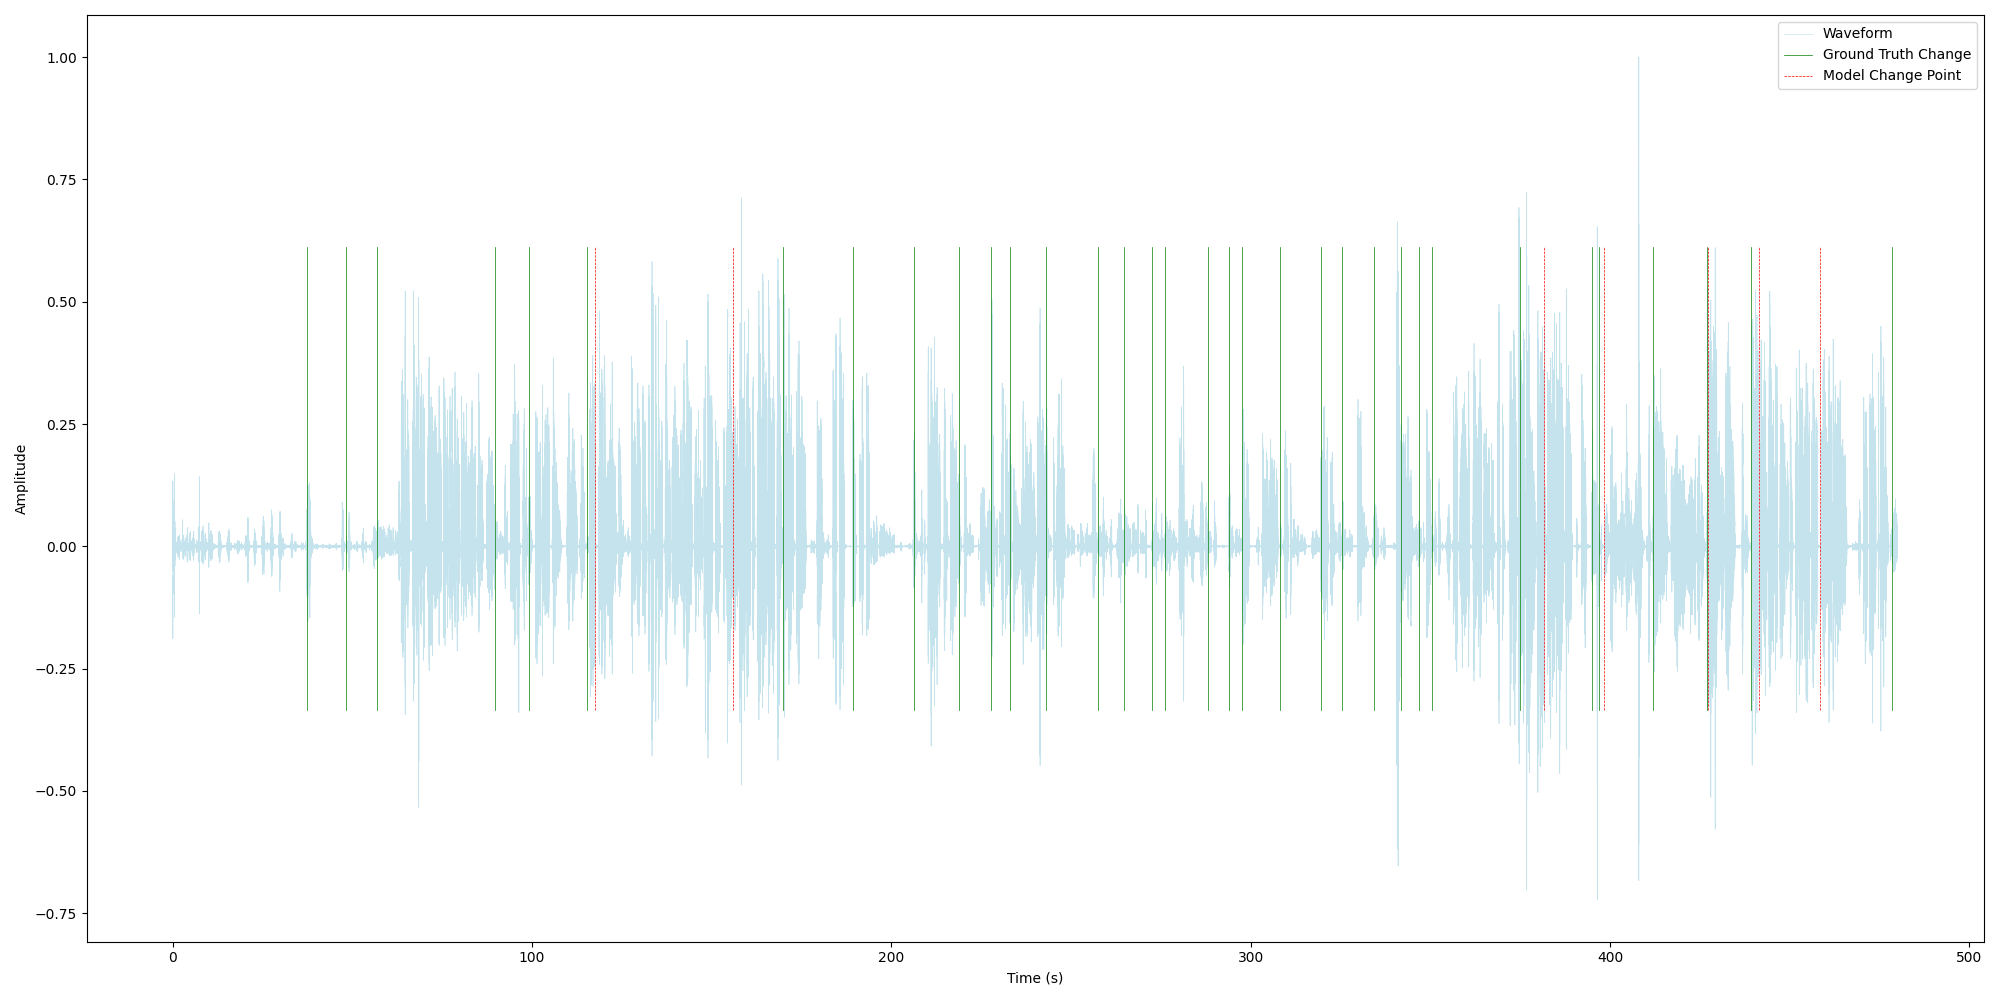 Waveform
Ground Truth Change
Model Change Point
1.00
0.75
0.50
0.25
0.00
−0.25
−0.50
−0.75
Amplitude
0
100
200
300
400
500
Time (s)